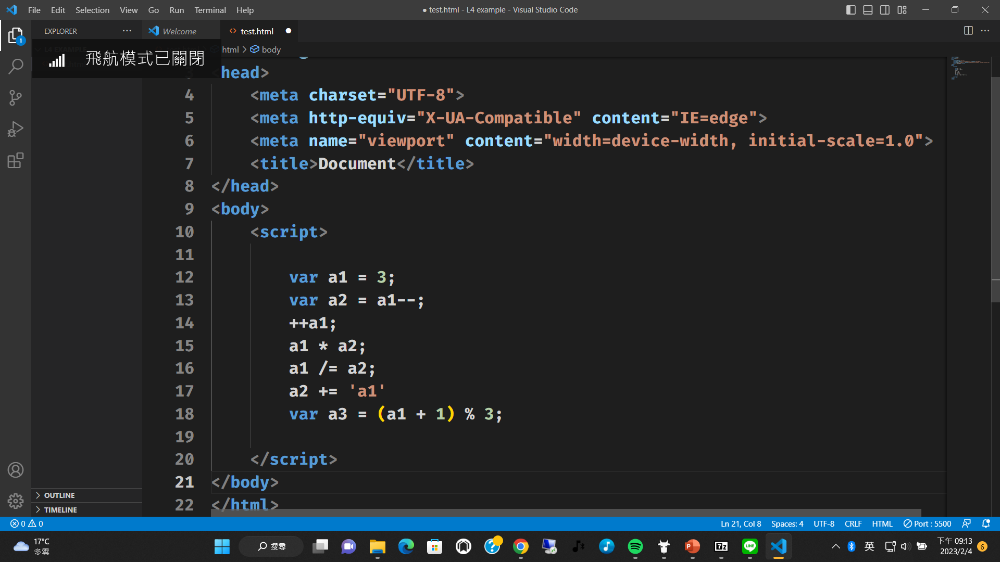 File Edit Selection View Go Run Terminal Help
● test.html - L4 example - Visual Studio Code
EXPLORER ···
Welcome
<> test.html ●
1
飛航模式已關閉
html > body
3 <head>
4 <meta charset="UTF-8">
5 <meta http-equiv="X-UA-Compatible" content="IE=edge">
6 <meta name="viewport" content="width=device-width, initial-scale=1.0">
7 <title>Document</title>
8 </head>
9 <body>
10 <script>
11
12 var a1 = 3;
13 var a2 = a1--;
14 ++a1;
15 a1 * a2;
16 a1 /= a2;
17 a2 += 'a1'
18 var a3 = (a1 + 1) % 3;
19
20 </script>
21 </body>
22 </html>
OUTLINE
TIMELINE
0 0
Ln 21, Col 8 Spaces: 4 UTF-8 CRLF HTML Port : 5500
17°C
多雲
搜尋
英
下午 09:13
2023/2/4
6